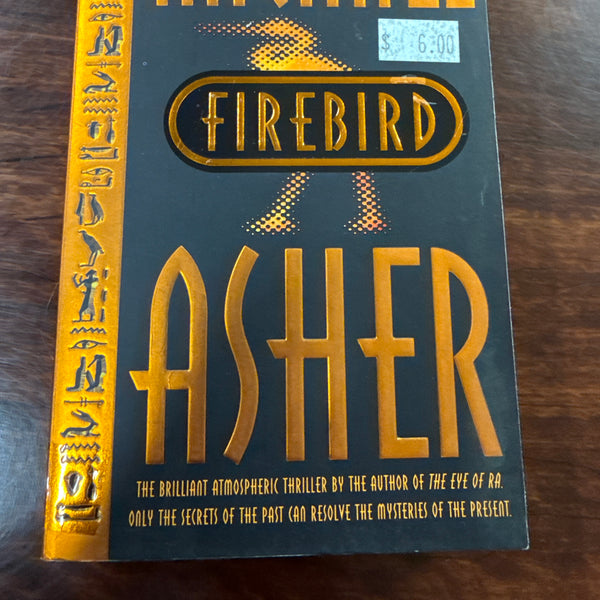 $ 6.00
FIREBIRD
ASHER
THE BRILLIANT ATMOSPHERIC THRILLER BY THE AUTHOR OF THE EYE OF RA.
ONLY THE SECRETS OF THE PAST CAN RESOLVE THE MYSTERIES OF THE PRESENT.